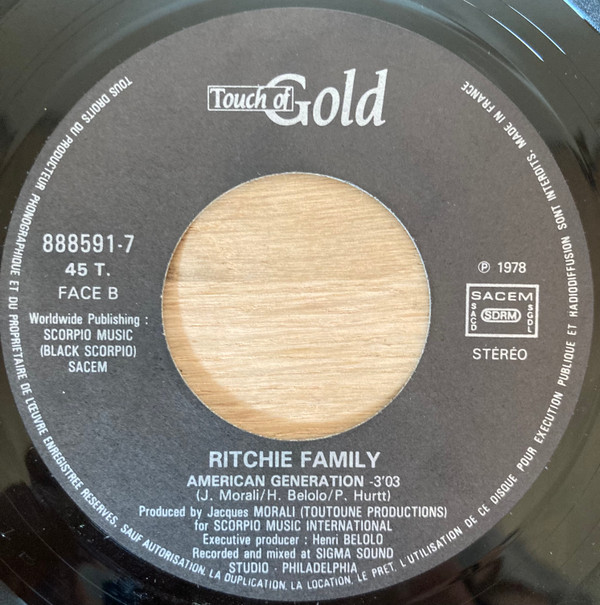 Touch of Gold
TOUS DROITS DU PRODUCTEUR PHONOGRAPHIQUE ET DU PROPRIETAIRE DE L'ŒUVRE ENREGISTREE RESERVES, SAUF AUTORISATION, LA DUPLICATION, LA LOCATION, LE PRET, L'UTILISATION DE CE DISQUE POUR EXECUTION PUBLIQUE ET RADIODIFFUSION SONT INTERDITS. MADE IN FRANCE
888591-7
45 T.
FACE B
Worldwide Publishing :
SCORPIO MUSIC
(BLACK SCORPIO)
SACEM
℗ 1978
SACEM
SACD
SDRM
SGDL
STÉRÉO
RITCHIE FAMILY
AMERICAN GENERATION -3'03
(J. Morali/H. Belolo/P. Hurtt)
Produced by Jacques MORALI (TOUTOUNE PRODUCTIONS)
for SCORPIO MUSIC INTERNATIONAL
Executive producer : Henri BELOLO
Recorded and mixed at SIGMA SOUND
STUDIO - PHILADELPHIA